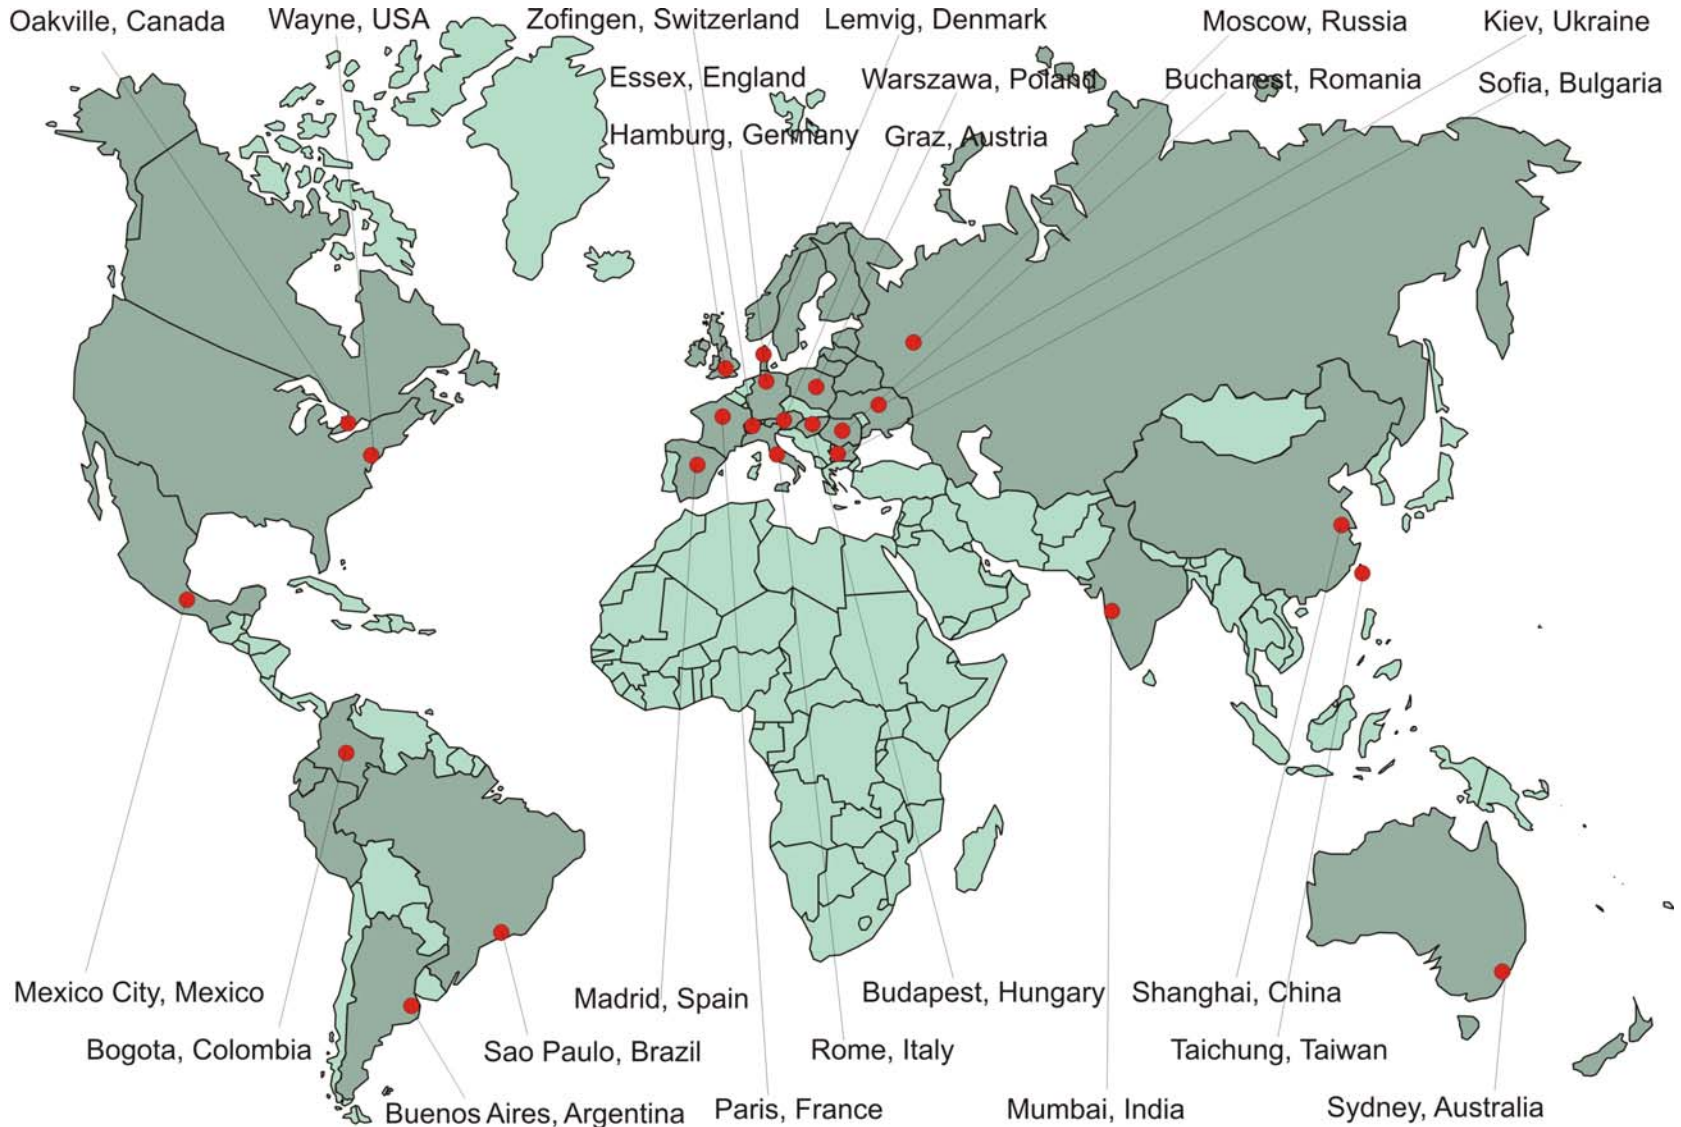 Oakville, Canada
Wayne, USA
Zofingen, Switzerland
Lemvig, Denmark
Moscow, Russia
Kiev, Ukraine
Essex, England
Warszawa, Poland
Bucharest, Romania
Sofia, Bulgaria
Hamburg, Germany
Graz, Austria
Mexico City, Mexico
Madrid, Spain
Budapest, Hungary
Shanghai, China
Bogota, Colombia
Sao Paulo, Brazil
Rome, Italy
Taichung, Taiwan
Buenos Aires, Argentina
Paris, France
Mumbai, India
Sydney, Australia